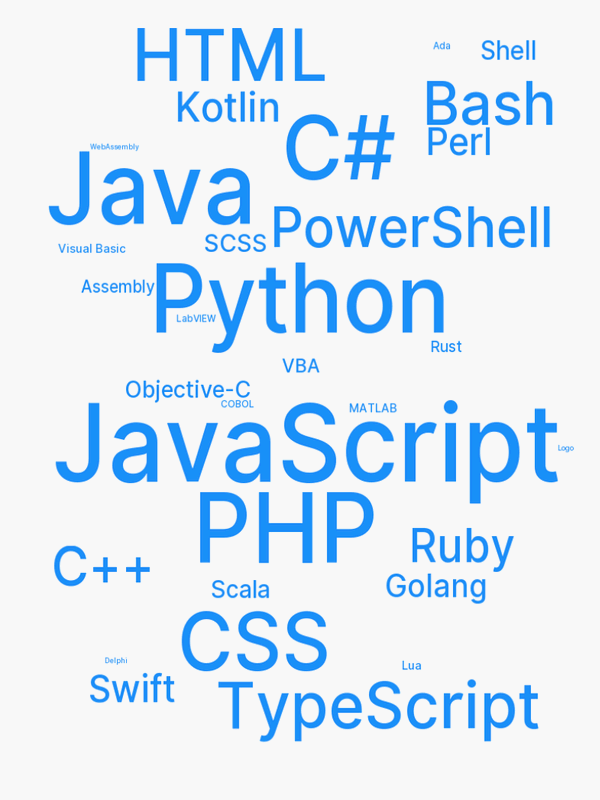 HTML
Ada
Shell
Kotlin
Bash
C#
Perl
WebAssembly
Java
PowerShell
SCSS
Visual Basic
Assembly
Python
LabVIEW
Rust
VBA
Objective-C
COBOL
MATLAB
JavaScript
Logo
PHP
Ruby
C++
Golang
Scala
CSS
Delphi
Lua
Swift
TypeScript